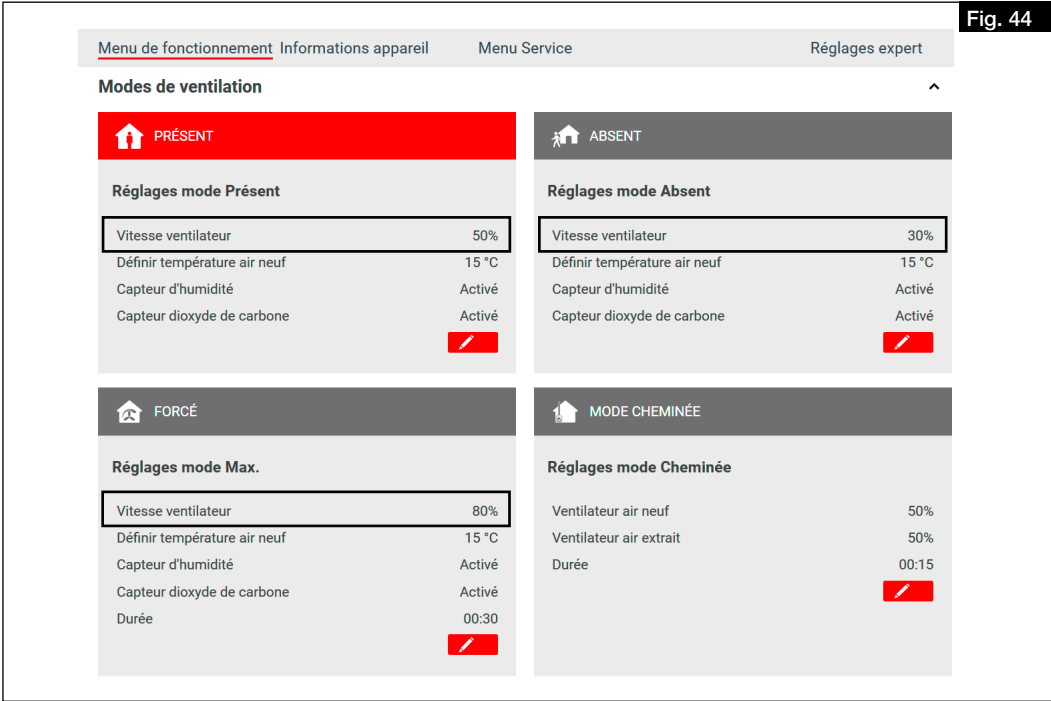 Fig. 44
Menu de fonctionnement Informations appareil Menu Service Réglages expert
Modes de ventilation
PRÉSENT
Réglages mode Présent
Vitesse ventilateur 50%
Définir température air neuf 15 °C
Capteur d'humidité Activé
Capteur dioxyde de carbone Activé
ABSENT
Réglages mode Absent
Vitesse ventilateur 30%
Définir température air neuf 15 °C
Capteur d'humidité Activé
Capteur dioxyde de carbone Activé
FORCÉ
Réglages mode Max.
Vitesse ventilateur 80%
Définir température air neuf 15 °C
Capteur d'humidité Activé
Capteur dioxyde de carbone Activé
Durée 00:30
MODE CHEMINÉE
Réglages mode Cheminée
Ventilateur air neuf 50%
Ventilateur air extrait 50%
Durée 00:15